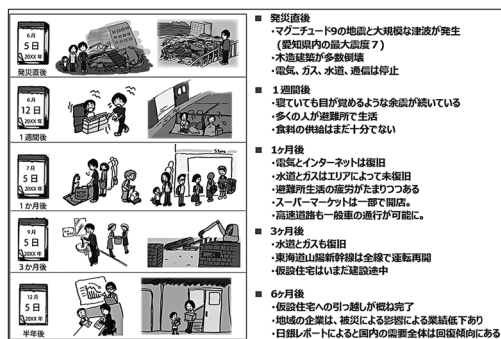 6月
5日
20XX年
発災直後
6月
12日
20XX年
1週間後
7月
5日
20XX年
1か月後
9月
5日
20XX年
3か月後
12月
5日
20XX年
半年後
■ 発災直後
・マグニチュード9の地震と大規模な津波が発生
(愛知県内の最大震度7)
・木造建築が多数倒壊
・電気、ガス、水道、通信は停止
■ 1週間後
・寝ていても目が覚めるような余震が続いている
・多くの人が避難所で生活
・食料の供給はまだ十分でない
■ 1ヶ月後
・電気とインターネットは復旧
・水道とガスはエリアによって未復旧
・避難所生活の疲労がたまりつつある
・スーパーマーケットは一部で開店。
・高速道路も一般車の通行が可能に。
■ 3ヶ月後
・水道とガスも復旧
・東海道山陽新幹線は全線で運転再開
・仮設住宅はいまだ建設途中
■ 6ヶ月後
・仮設住宅への引っ越しが概ね完了
・地域の企業は、被災による影響による業績低下あり
・日銀レポートによると国内の需要全体は回復傾向にある